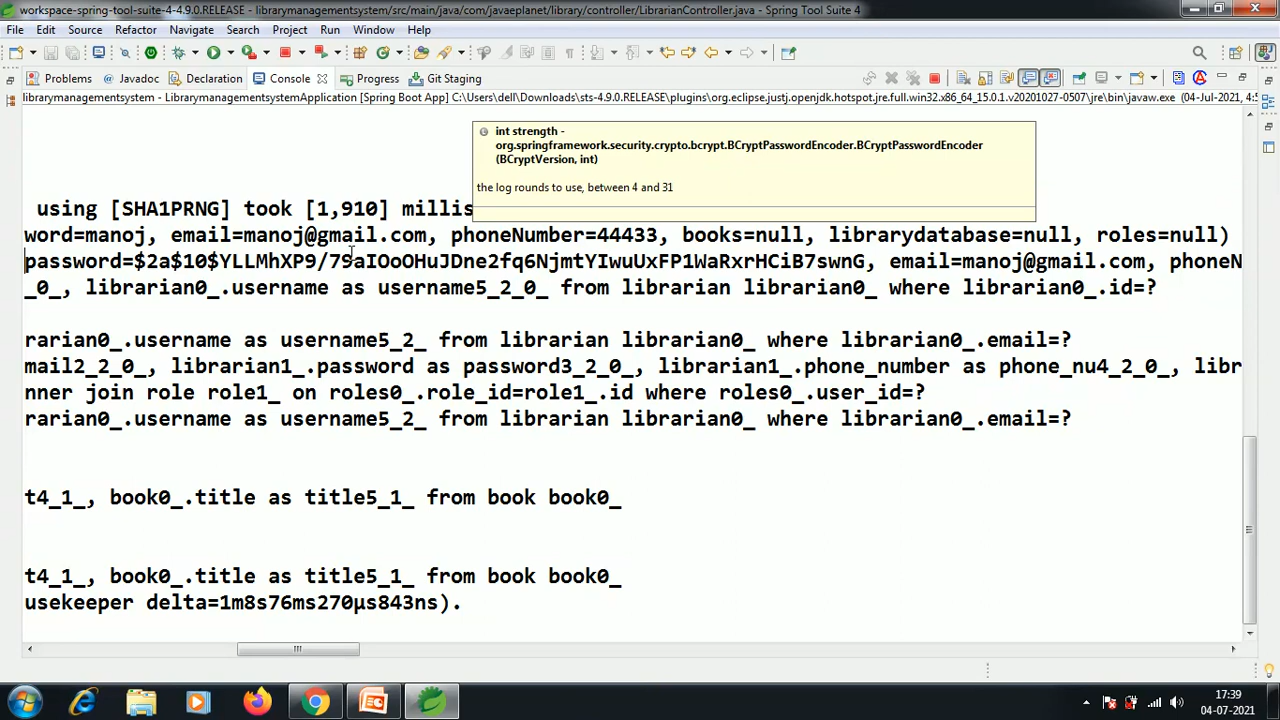 workspace-spring-tool-suite-4-4.9.0.RELEASE - librarymanagementsystem/src/main/java/com/javaeplanet/library/controller/LibrarianController.java - Spring Tool Suite 4
File Edit Source Refactor Navigate Search Project Run Window Help
Problems Javadoc Declaration Console Progress Git Staging
librarymanagementsystem - LibrarymanagementsystemApplication [Spring Boot App] C:\Users\dell\Downloads\sts-4.9.0.RELEASE\plugins\org.eclipse.justj.openjdk.hotspot.jre.full.win32.x86_64_15.0.1.v20201027-0507\jre\bin\javaw.exe (04-Jul-2021, 4:5
int strength -
org.springframework.security.crypto.bcrypt.BCryptPasswordEncoder.BCryptPasswordEncoder
(BCryptVersion, int)
the log rounds to use, between 4 and 31
using [SHA1PRNG] took [1,910] millis
word=manoj, email=manoj@gmail.com, phoneNumber=44433, books=null, librarydatabase=null, roles=null)
password=$2a$10$YLLMhXP9/79aIOoOHuJDne2fq6NjmtYIwuUxFP1WaRxrHCiB7swnG, email=manoj@gmail.com, phoneN
_0_, librarian0_.username as username5_2_0_ from librarian librarian0_ where librarian0_.id=?
rarian0_.username as username5_2_ from librarian librarian0_ where librarian0_.email=?
mail2_2_0_, librarian1_.password as password3_2_0_, librarian1_.phone_number as phone_nu4_2_0_, libr
nner join role role1_ on roles0_.role_id=role1_.id where roles0_.user_id=?
rarian0_.username as username5_2_ from librarian librarian0_ where librarian0_.email=?
t4_1_, book0_.title as title5_1_ from book book0_
t4_1_, book0_.title as title5_1_ from book book0_
usekeeper delta=1m8s76ms270µs843ns).
17:39
04-07-2021